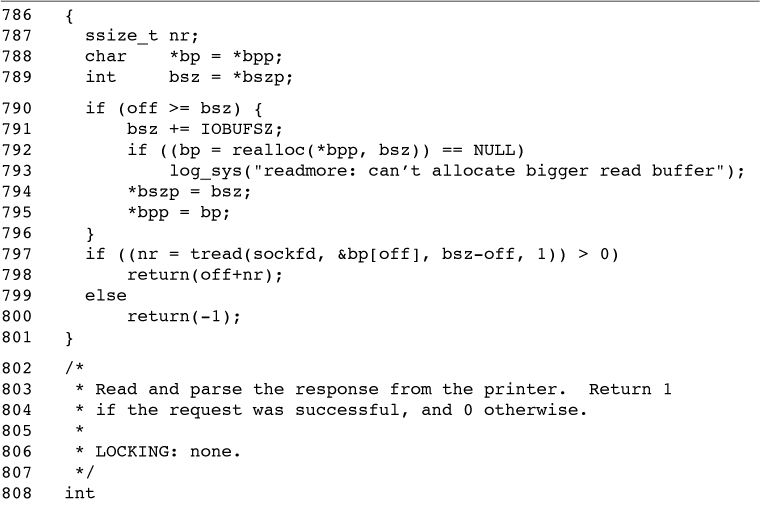 786   {
787     ssize_t nr;
788     char    *bp = *bpp;
789     int     bsz = *bszp;
790     if (off >= bsz) {
791         bsz += IOBUFSZ;
792         if ((bp = realloc(*bpp, bsz)) == NULL)
793             log_sys("readmore: can’t allocate bigger read buffer");
794         *bszp = bsz;
795         *bpp = bp;
796     }
797     if ((nr = tread(sockfd, &bp[off], bsz-off, 1)) > 0)
798         return(off+nr);
799     else
800         return(-1);
801   }
802   /*
803    * Read and parse the response from the printer.  Return 1
804    * if the request was successful, and 0 otherwise.
805    *
806    * LOCKING: none.
807    */
808   int